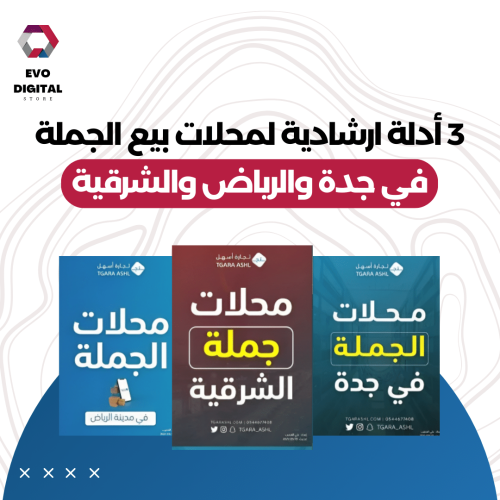 EVO
DIGITAL
STORE
3 أدلة ارشادية لمحلات بيع الجملة
في جدة والرياض والشرقية
تجارة أسهل
TGARA ASHL
محلات
الجملة
في مدينة الرياض
تجارة أسهل
TGARA ASHL
محلات
جملة
الشرقية
TGARA_ASHL
تجارة أسهل
TGARA ASHL
محلات
الجملة
في جدة
TGARA_ASHL